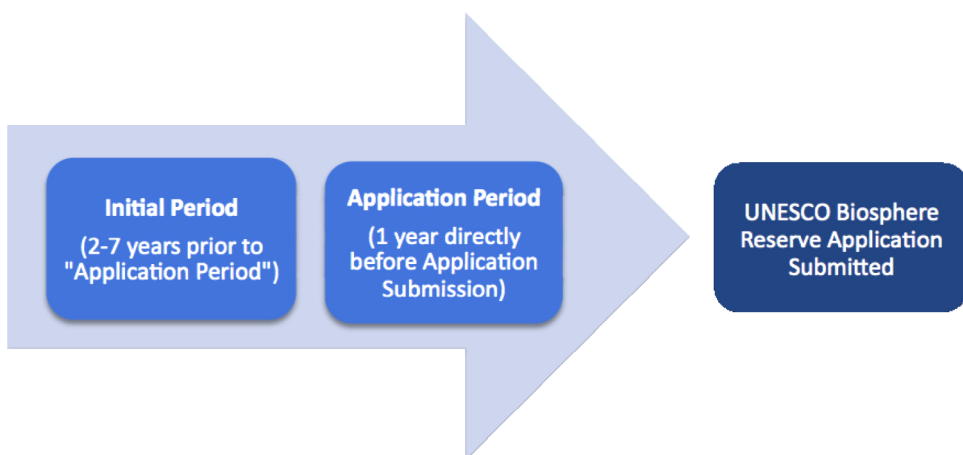 Initial Period
(2-7 years prior to
"Application Period")
Application Period
(1 year directly
before Application
Submission)
UNESCO Biosphere
Reserve Application
Submitted